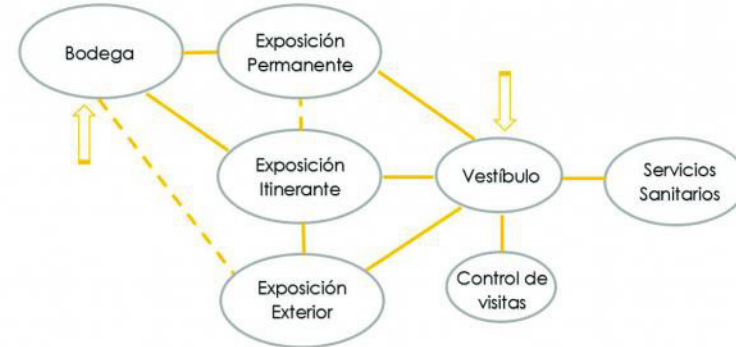 Bodega
Exposición
Permanente
Exposición
Itinerante
Vestíbulo
Servicios
Sanitarios
Exposición
Exterior
Control de
visitas